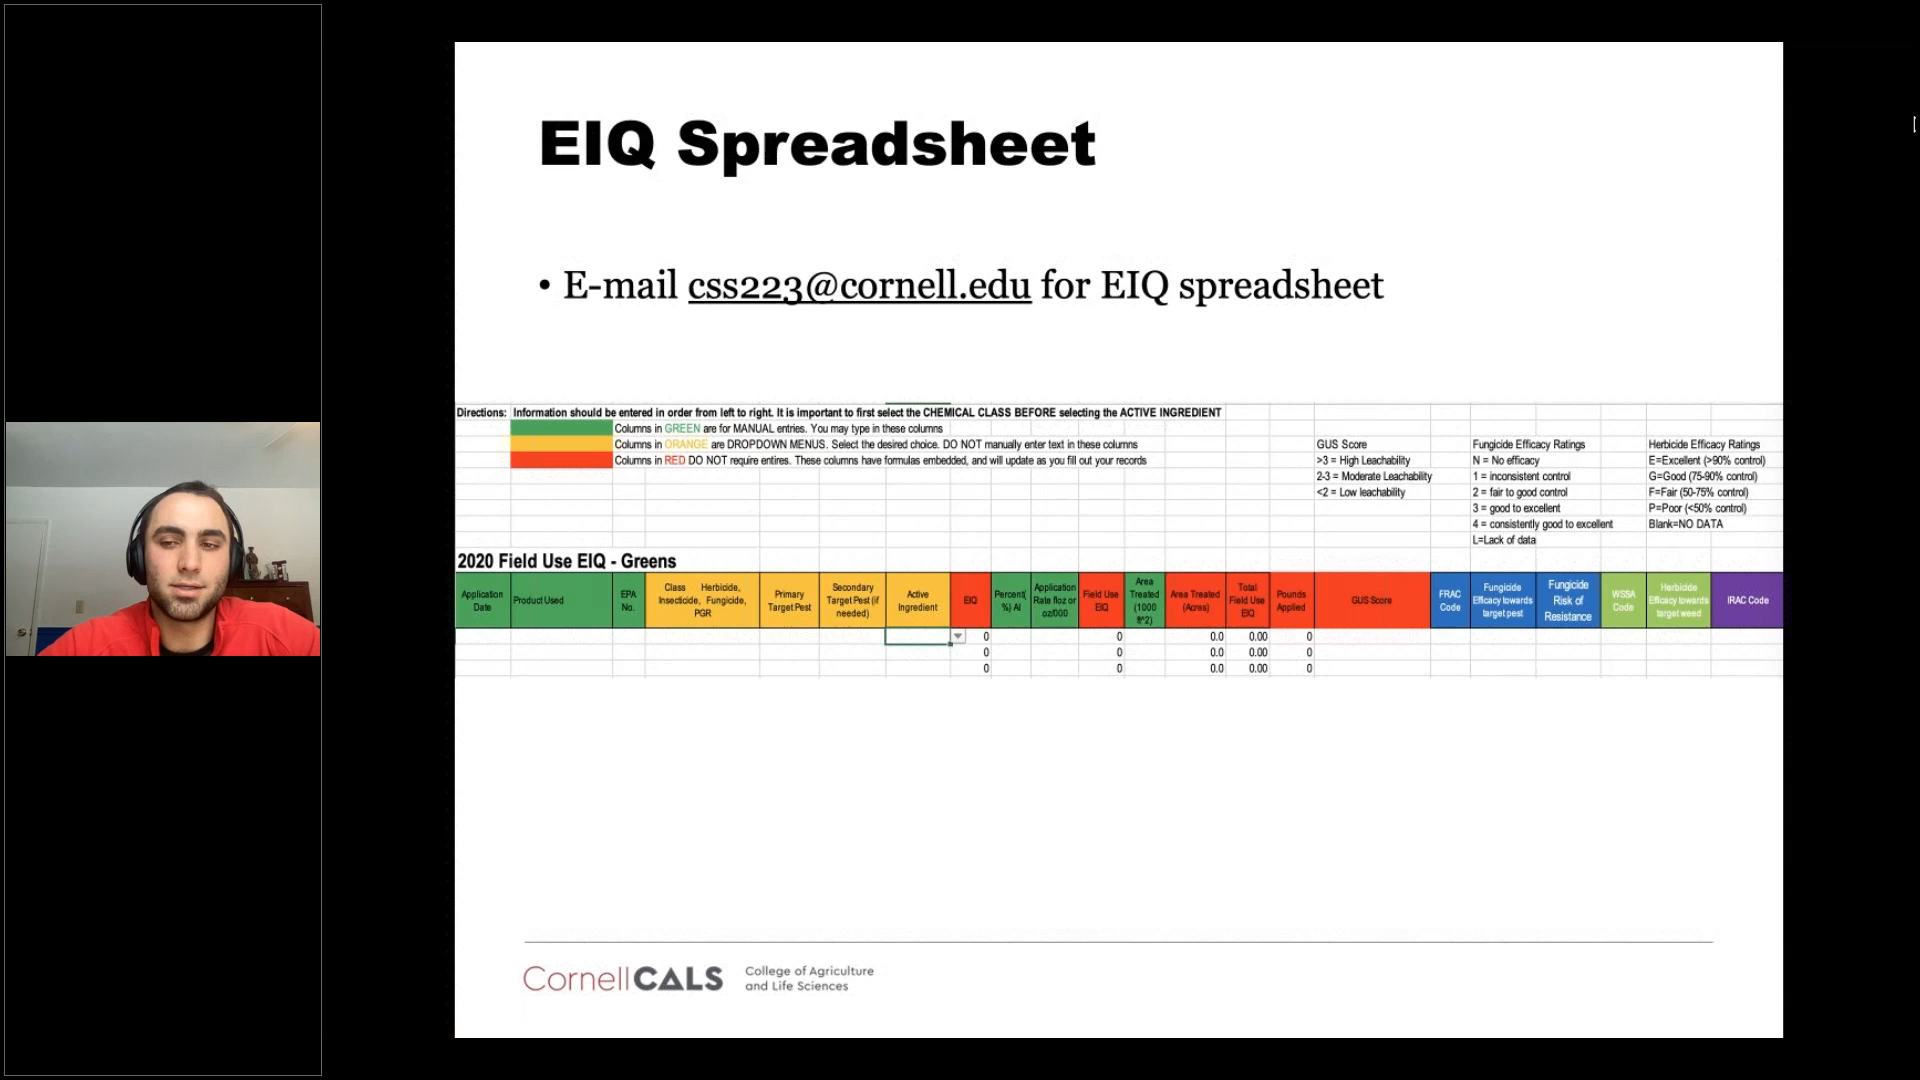 EIQ Spreadsheet
• E-mail css223@cornell.edu for EIQ spreadsheet
Directions: Information should be entered in order from left to right. It is important to first select the CHEMICAL CLASS BEFORE selecting the ACTIVE INGREDIENT
Columns in GREEN are for MANUAL entries. You may type in these columns
Columns in ORANGE are DROPDOWN MENUS. Select the desired choice. DO NOT manually enter text in these columns
Columns in RED DO NOT require entires. These columns have formulas embedded, and will update as you fill out your records
GUS Score
>3 = High Leachability
2-3 = Moderate Leachability
<2 = Low leachability
Fungicide Efficacy Ratings
N = No efficacy
1 = inconsistent control
2 = fair to good control
3 = good to excellent
4 = consistently good to excellent
L=Lack of data
Herbicide Efficacy Ratings
E=Excellent (>90% control)
G=Good (75-90% control)
F=Fair (50-75% control)
P=Poor (<50% control)
Blank=NO DATA
2020 Field Use EIQ - Greens
Application
Date
Product Used
EPA
No.
Class Herbicide,
Insecticide, Fungicide,
PGR
Primary
Target Pest
Secondary
Target Pest (if
needed)
Active
Ingredient
EIQ
Percent(
%) AI
Application
Rate floz or
oz/000
Field Use
EIQ
Area
Treated
(1000
ft^2)
Area Treated
(Acres)
Total
Field Use
EIQ
Pounds
Applied
GUS Score
FRAC
Code
Fungicide
Efficacy towards
target pest
Fungicide
Risk of
Resistance
WSSA
Code
Herbicide
Efficacy towards
target weed
IRAC Code
0 0 0.0 0.00 0
0 0 0.0 0.00 0
0 0 0.0 0.00 0
CornellCALS
College of Agriculture
and Life Sciences